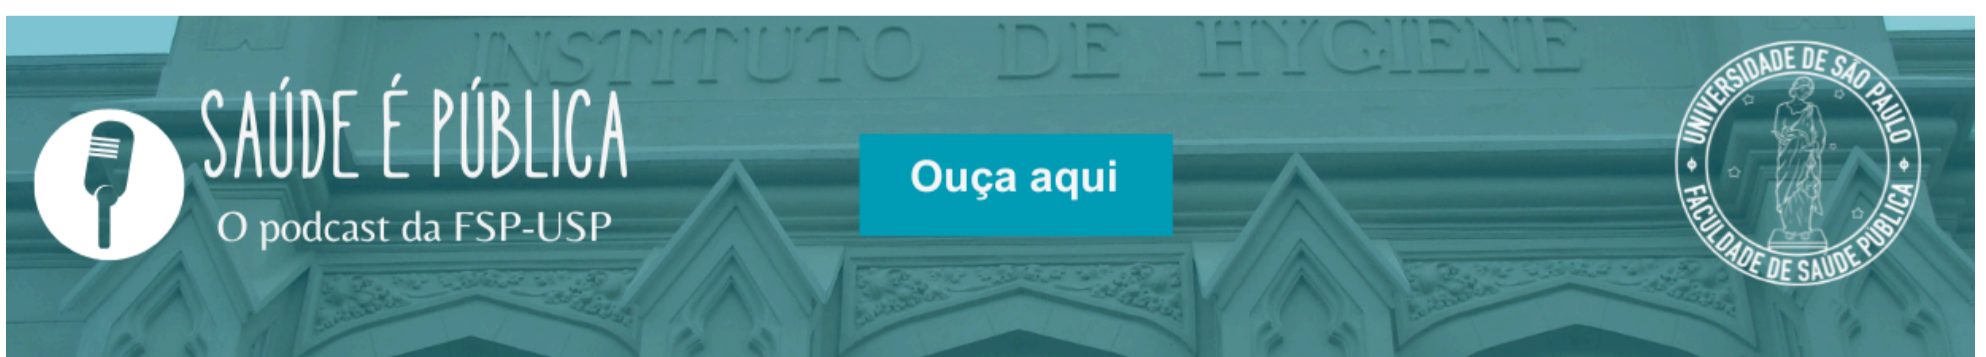 INSTITUTO DE HYGIENE
SAÚDE É PÚBLICA
O podcast da FSP-USP
Ouça aqui
UNIVERSIDADE DE SÃO PAULO
FACULDADE DE SAÚDE PÚBLICA